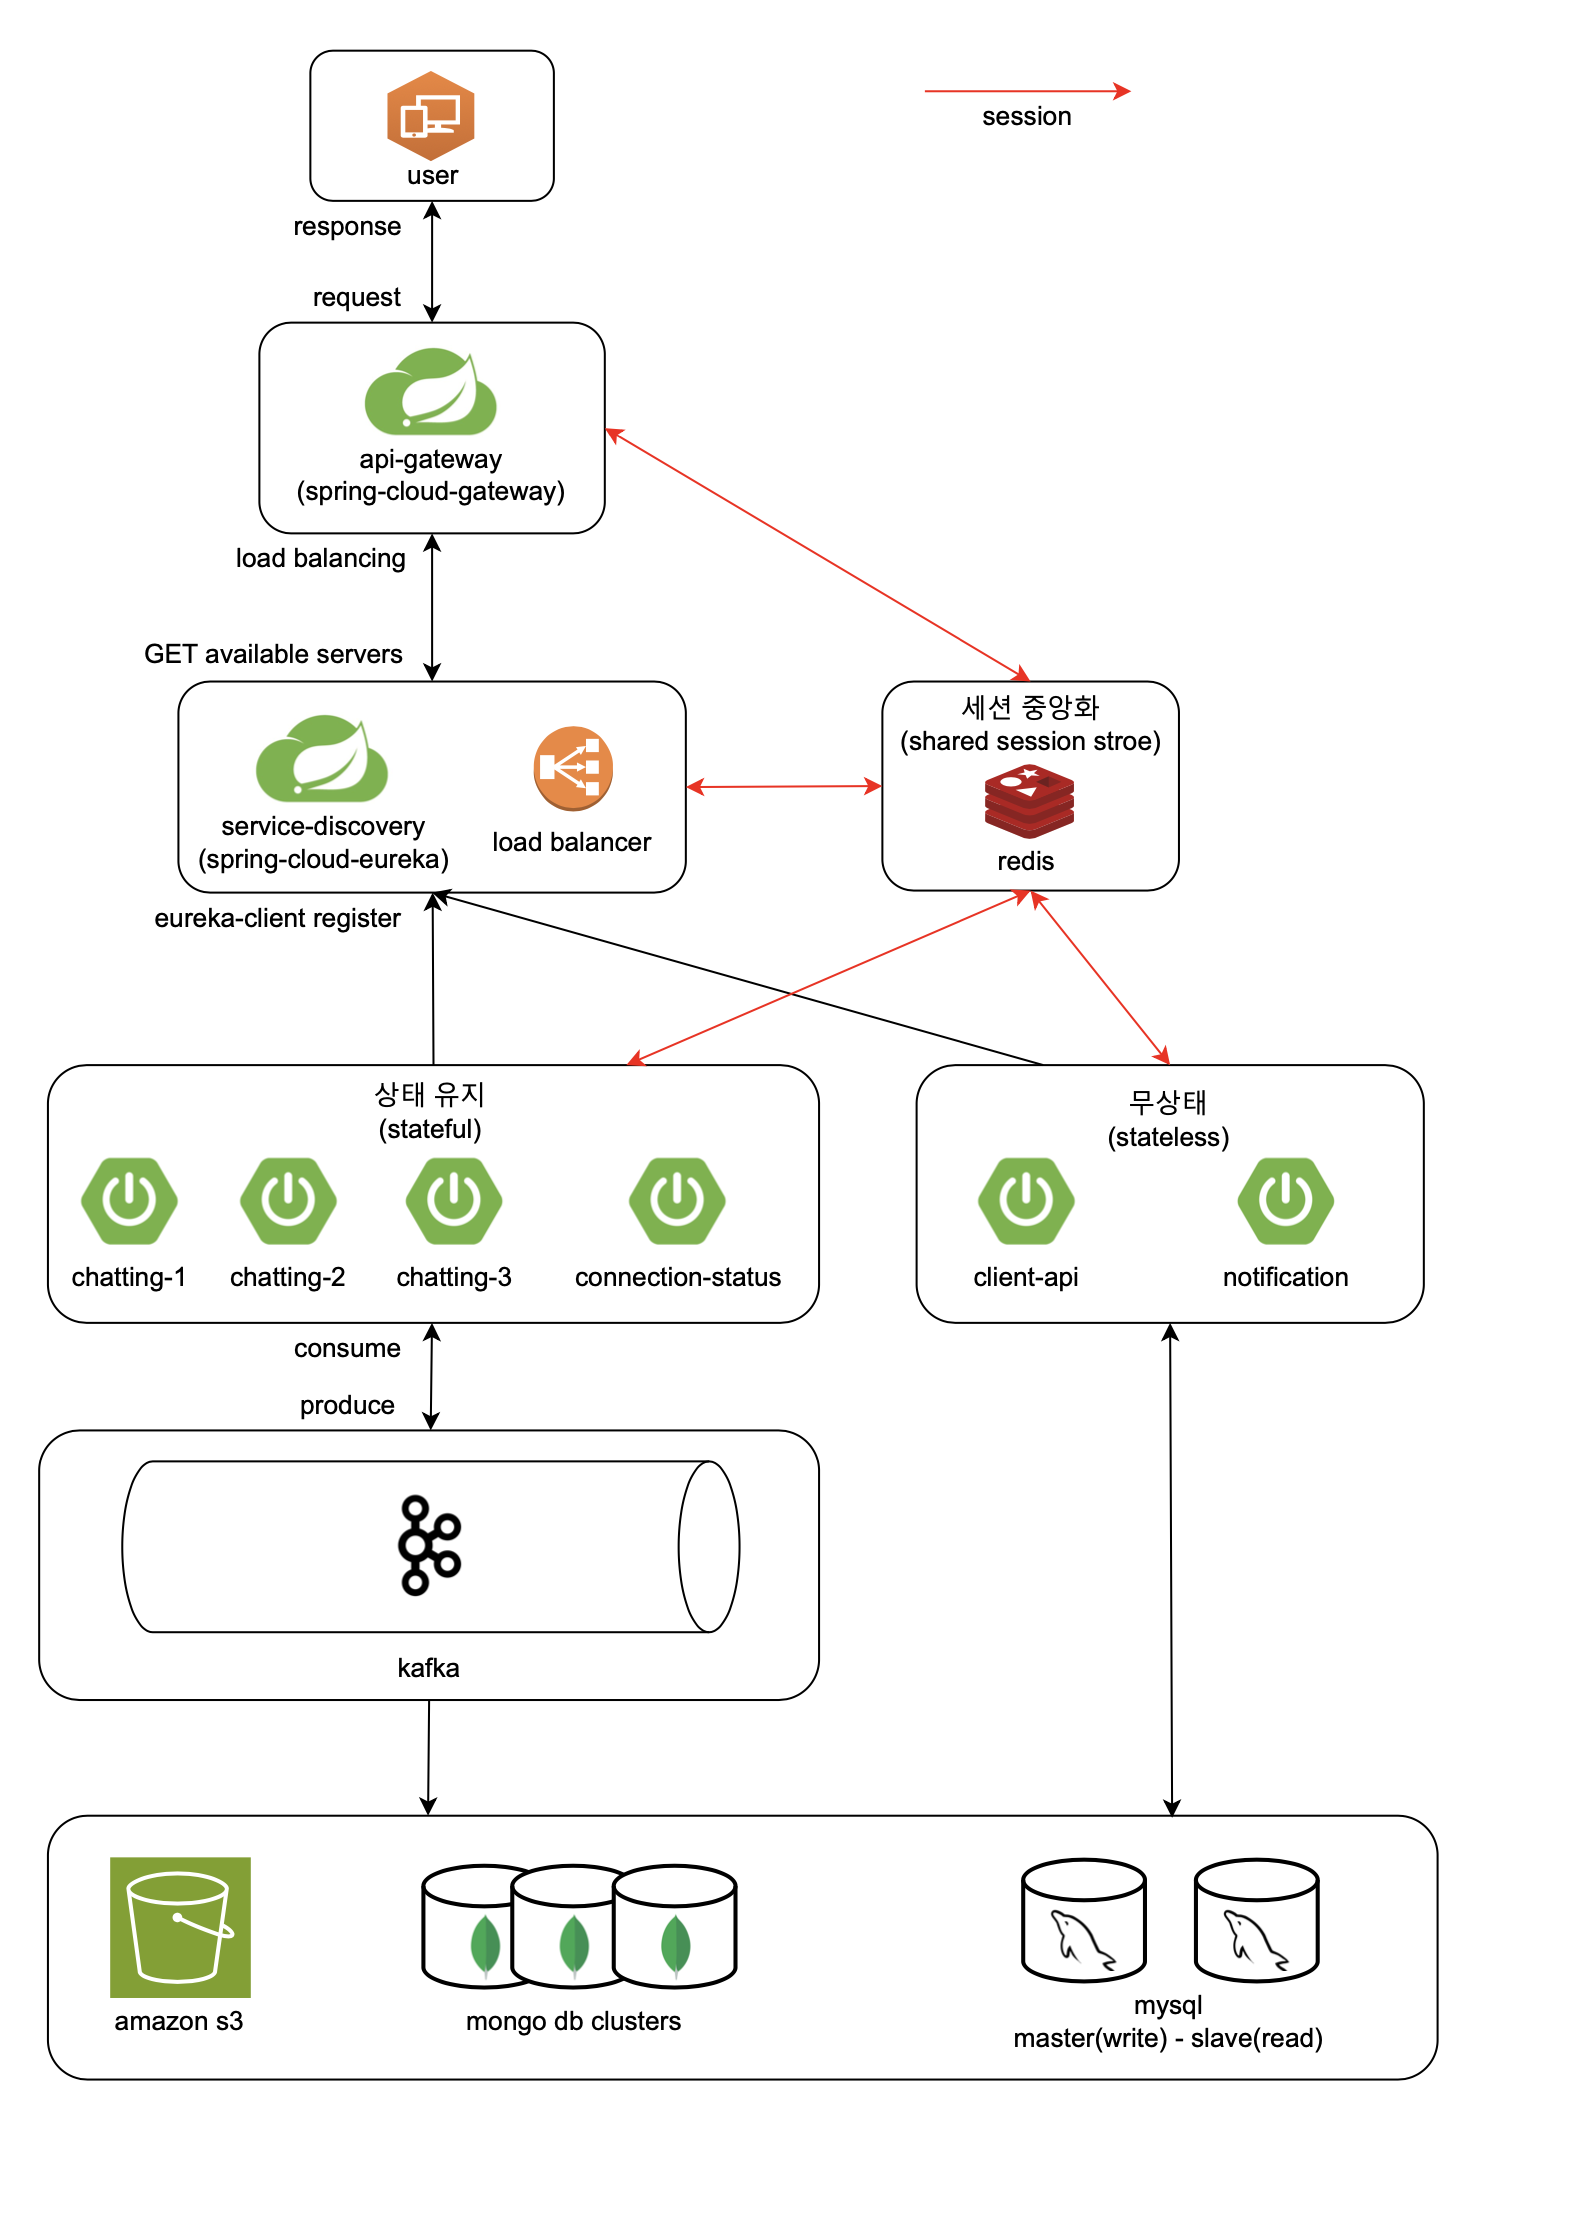 user
session
response
request
api-gateway
(spring-cloud-gateway)
load balancing
GET available servers
service-discovery
(spring-cloud-eureka)
load balancer
세션 중앙화
(shared session stroe)
redis
eureka-client register
상태 유지
(stateful)
chatting-1
chatting-2
chatting-3
connection-status
무상태
(stateless)
client-api
notification
consume
produce
kafka
amazon s3
mongo db clusters
mysql
master(write) - slave(read)